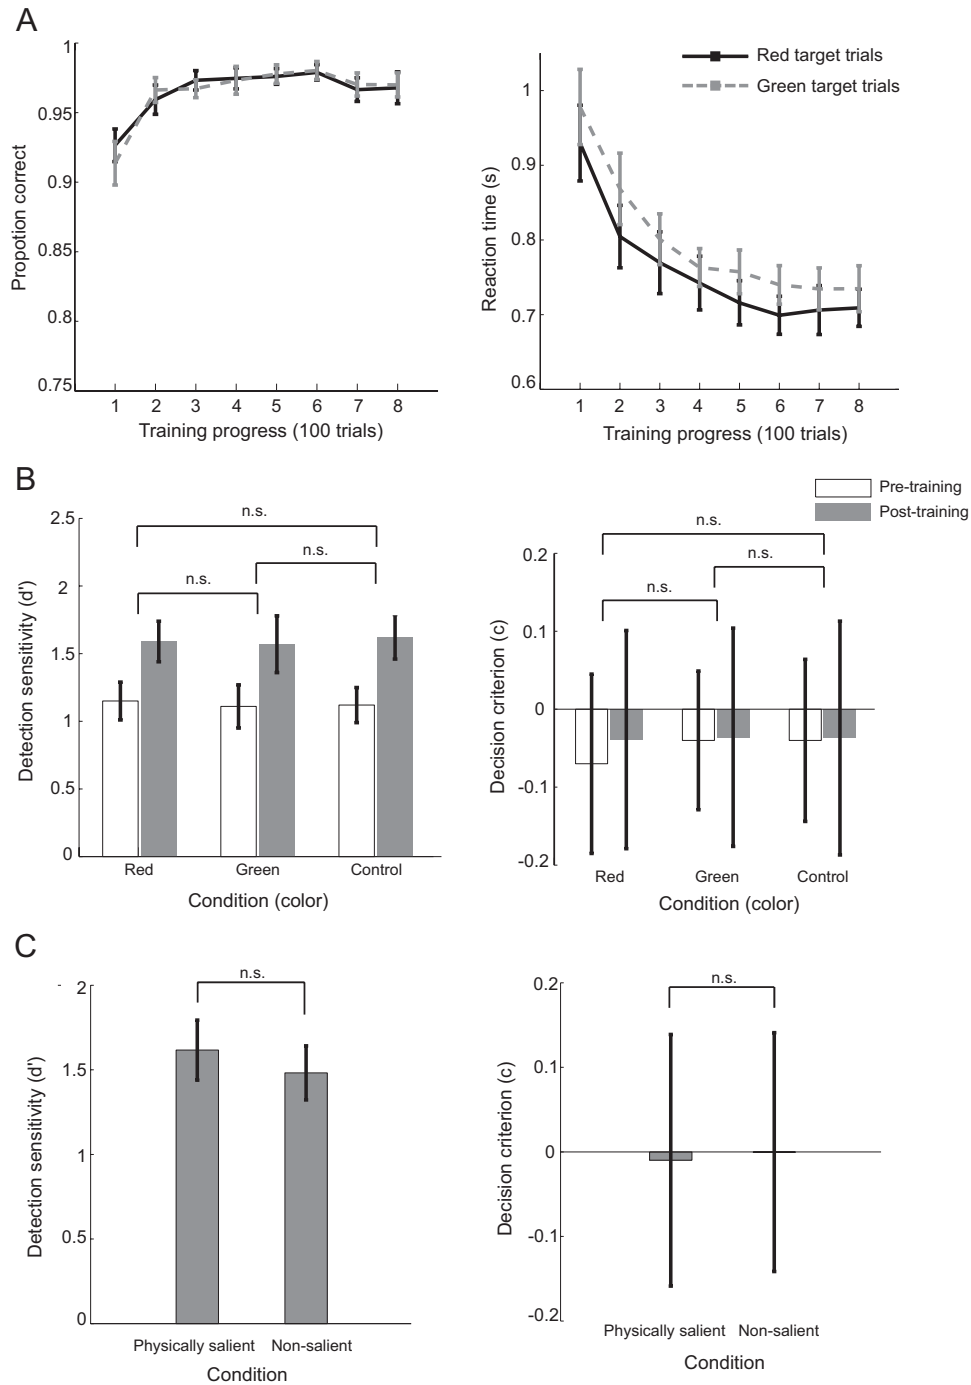 A
Red target trials
Green target trials
Propotion correct
1
0.95
0.9
0.85
0.8
0.75
1 2 3 4 5 6 7 8
Training progress (100 trials)
Reaction time (s)
1
0.9
0.8
0.7
0.6
1 2 3 4 5 6 7 8
Training progress (100 trials)
B
Pre-training
Post-training
Detection sensitivity (d')
2.5
2
1.5
1
0.5
0
n.s.
n.s.
n.s.
Red Green Control
Condition (color)
Decision criterion (c)
0.2
0.1
0
-0.1
-0.2
n.s.
n.s.
n.s.
Red Green Control
Condition (color)
C
Detection sensitivity (d')
2
1.5
1
0.5
0
n.s.
Physically salient Non-salient
Condition
Decision criterion (c)
0.2
0.1
0
-0.1
-0.2
n.s.
Physically salient Non-salient
Condition